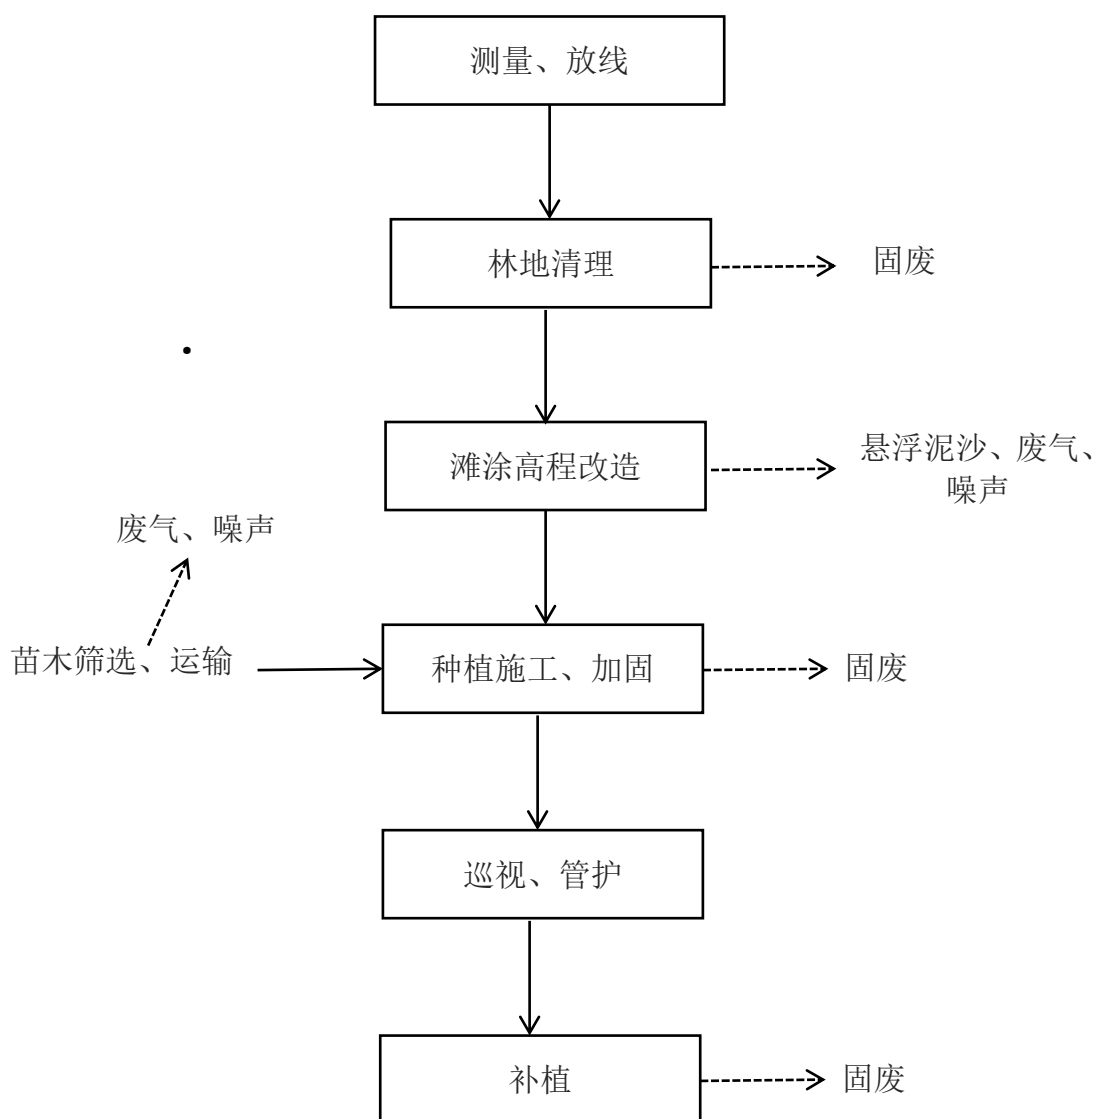 测量、放线
林地清理
固废
滩涂高程改造
悬浮泥沙、废气、
噪声
废气、噪声
苗木筛选、运输
种植施工、加固
固废
巡视、管护
补植
固废